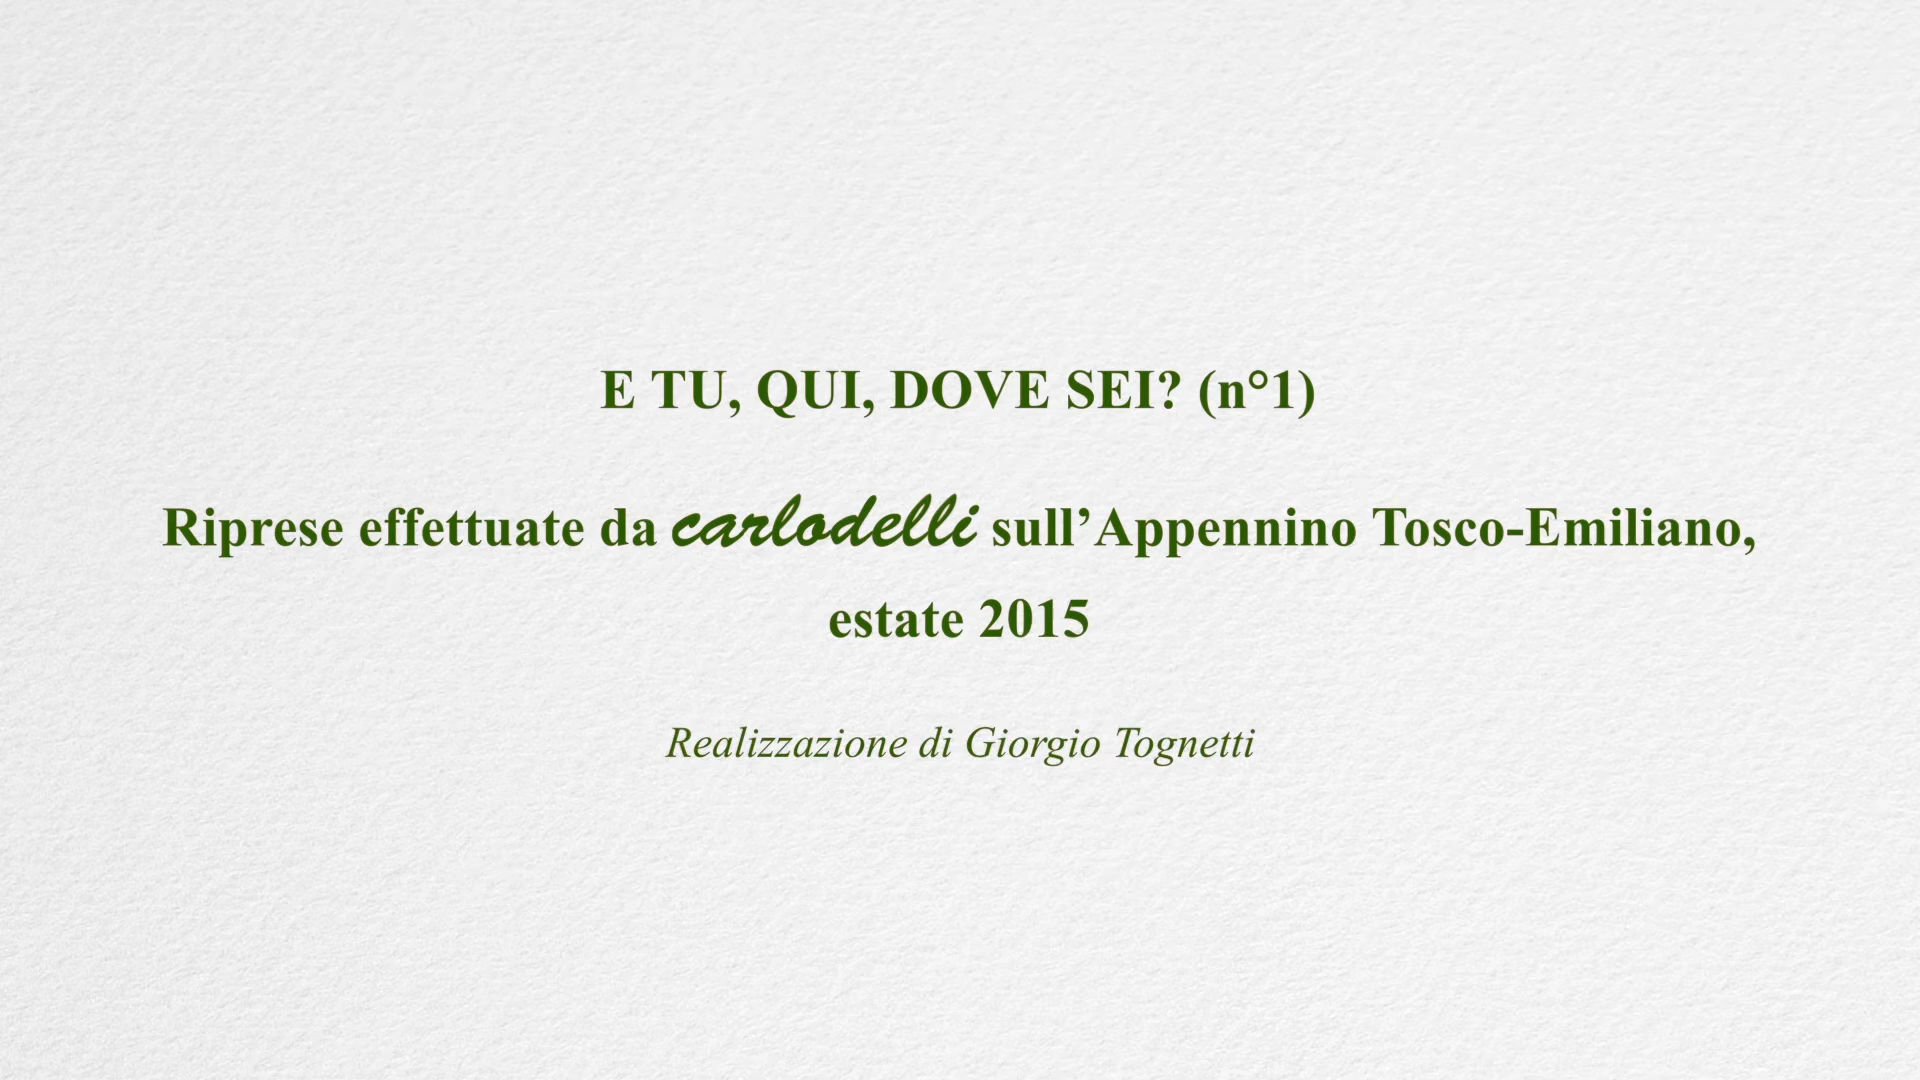 E TU, QUI, DOVE SEI? (n°1)
Riprese effettuate da carlodelli sull’Appennino Tosco-Emiliano,
estate 2015
Realizzazione di Giorgio Tognetti